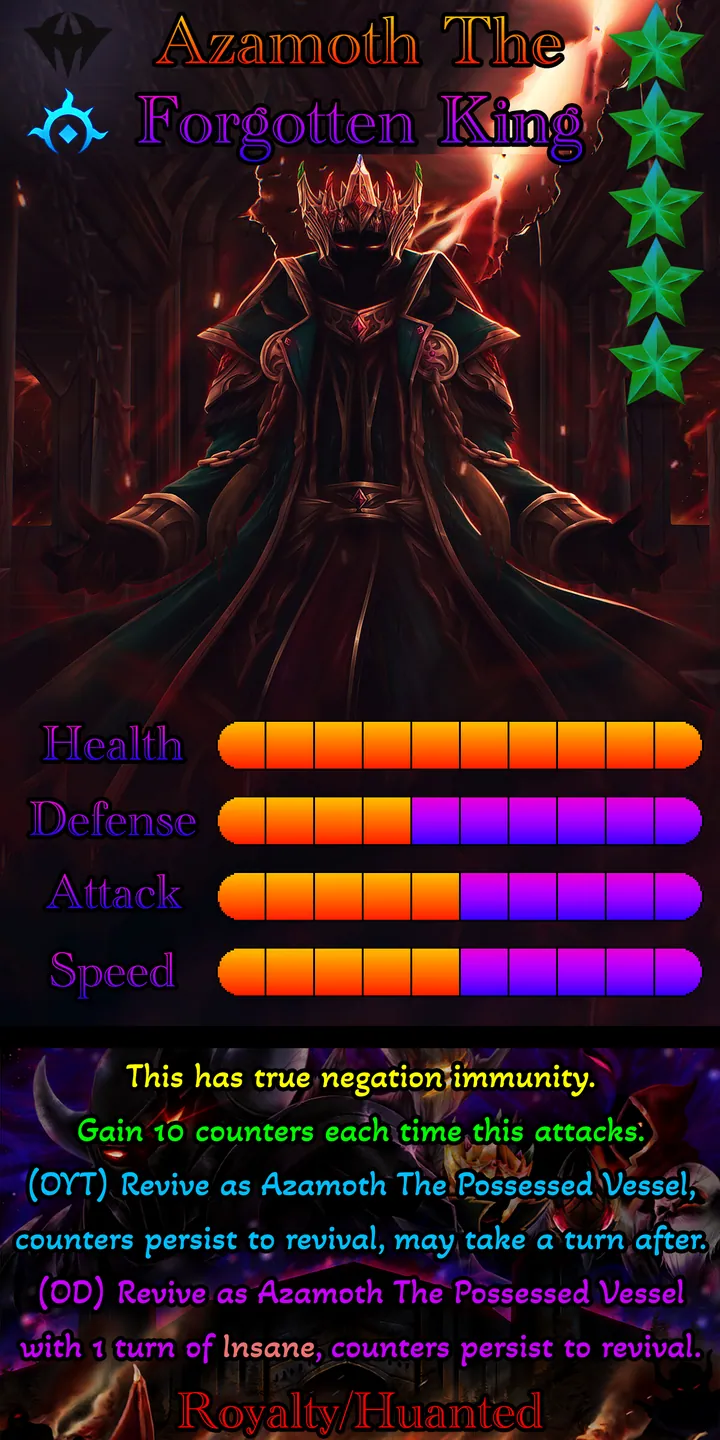 Azamoth The
Forgotten King
Health
Defense
Attack
Speed
This has true negation immunity.
Gain 10 counters each time this attacks.
(OYT) Revive as Azamoth The Possessed Vessel,
counters persist to revival, may take a turn after.
(OD) Revive as Azamoth The Possessed Vessel
with 1 turn of Insane, counters persist to revival.
Royalty/Huanted